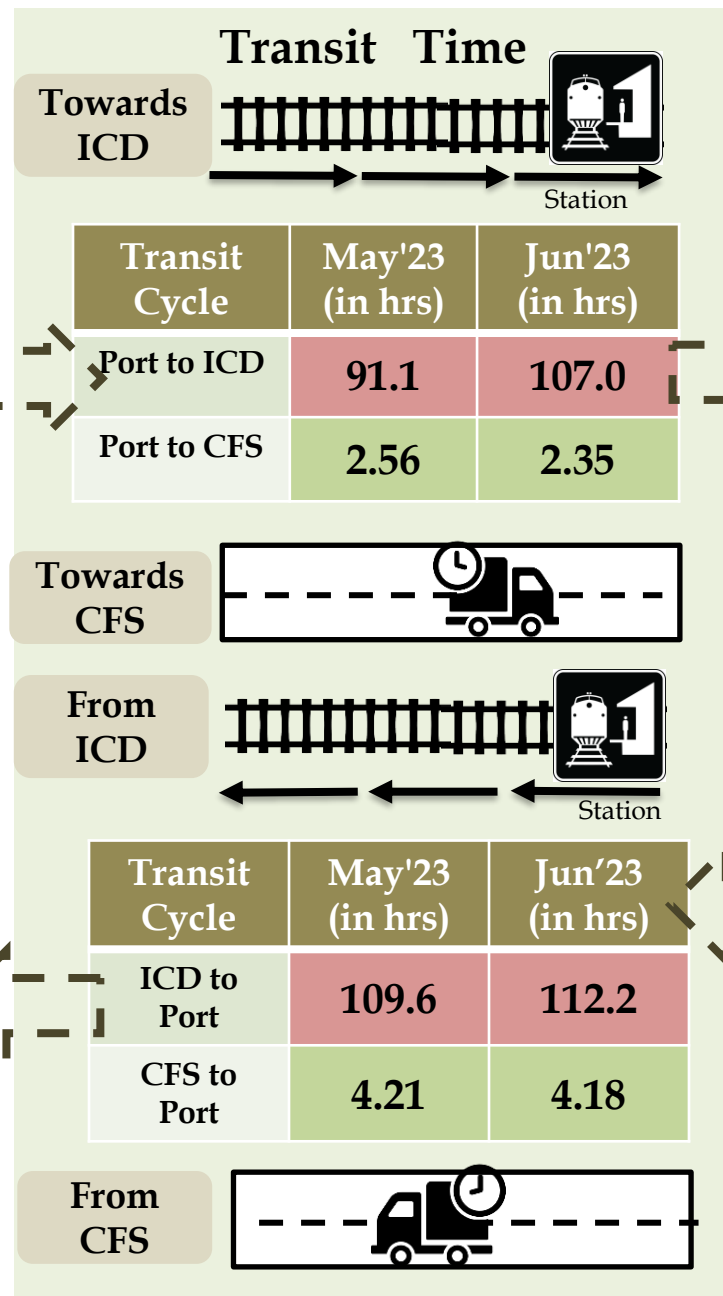 Transit Time
Towards
ICD
Station
Transit
Cycle
May'23
(in hrs)
Jun'23
(in hrs)
Port to ICD
91.1
107.0
Port to CFS
2.56
2.35
Towards
CFS
From
ICD
Station
Transit
Cycle
May'23
(in hrs)
Jun’23
(in hrs)
ICD to
Port
109.6
112.2
CFS to
Port
4.21
4.18
From
CFS